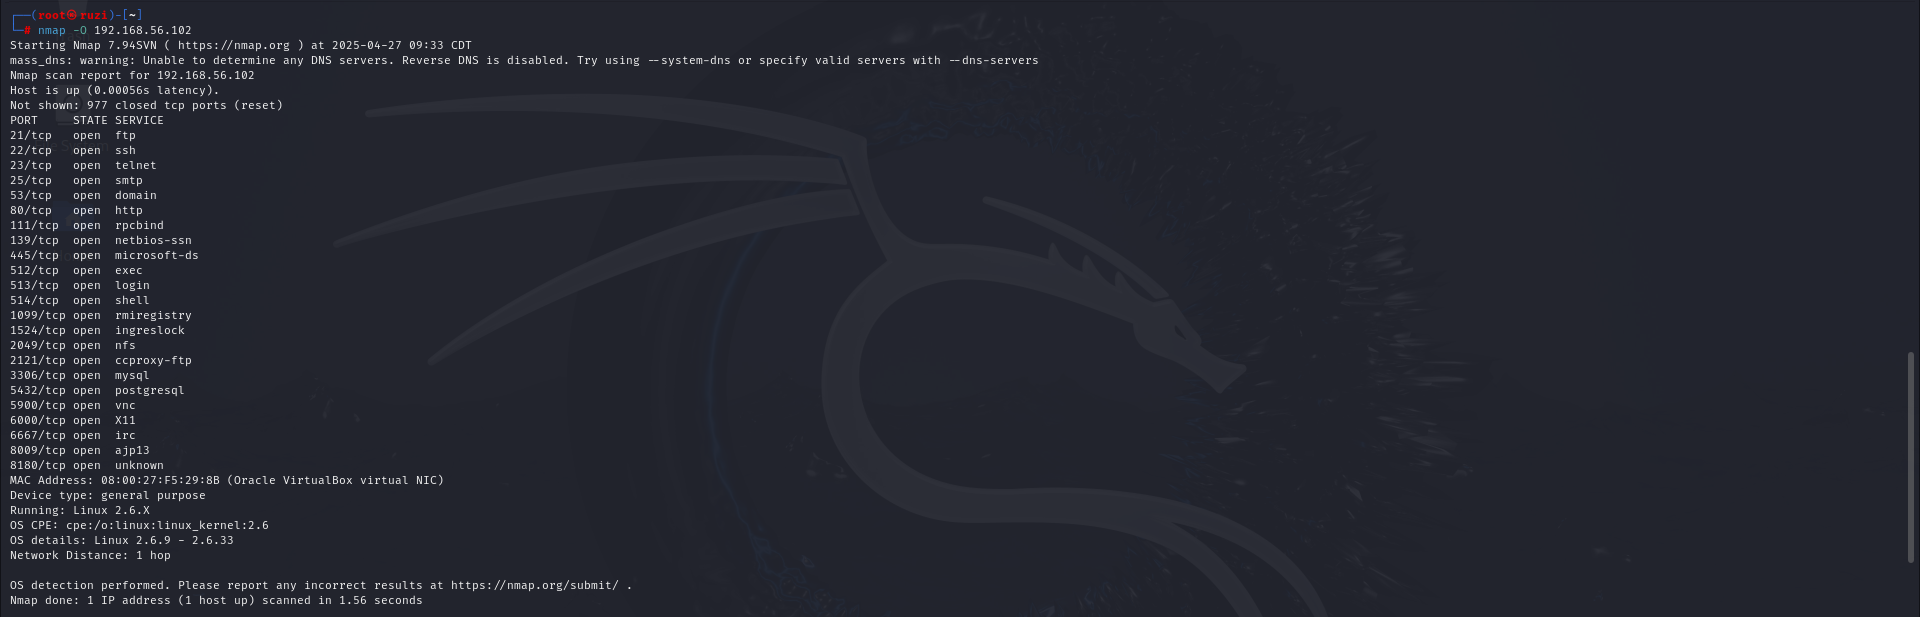 ┌──(root㉿ruzi)-[~]
└─# nmap -O 192.168.56.102
Starting Nmap 7.94SVN ( https://nmap.org ) at 2025-04-27 09:33 CDT
mass_dns: warning: Unable to determine any DNS servers. Reverse DNS is disabled. Try using --system-dns or specify valid servers with --dns-servers
Nmap scan report for 192.168.56.102
Host is up (0.00056s latency).
Not shown: 977 closed tcp ports (reset)
PORT     STATE SERVICE
21/tcp   open  ftp
22/tcp   open  ssh
23/tcp   open  telnet
25/tcp   open  smtp
53/tcp   open  domain
80/tcp   open  http
111/tcp  open  rpcbind
139/tcp  open  netbios-ssn
445/tcp  open  microsoft-ds
512/tcp  open  exec
513/tcp  open  login
514/tcp  open  shell
1099/tcp open  rmiregistry
1524/tcp open  ingreslock
2049/tcp open  nfs
2121/tcp open  ccproxy-ftp
3306/tcp open  mysql
5432/tcp open  postgresql
5900/tcp open  vnc
6000/tcp open  X11
6667/tcp open  irc
8009/tcp open  ajp13
8180/tcp open  unknown
MAC Address: 08:00:27:F5:29:8B (Oracle VirtualBox virtual NIC)
Device type: general purpose
Running: Linux 2.6.X
OS CPE: cpe:/o:linux:linux_kernel:2.6
OS details: Linux 2.6.9 - 2.6.33
Network Distance: 1 hop
OS detection performed. Please report any incorrect results at https://nmap.org/submit/ .
Nmap done: 1 IP address (1 host up) scanned in 1.56 seconds